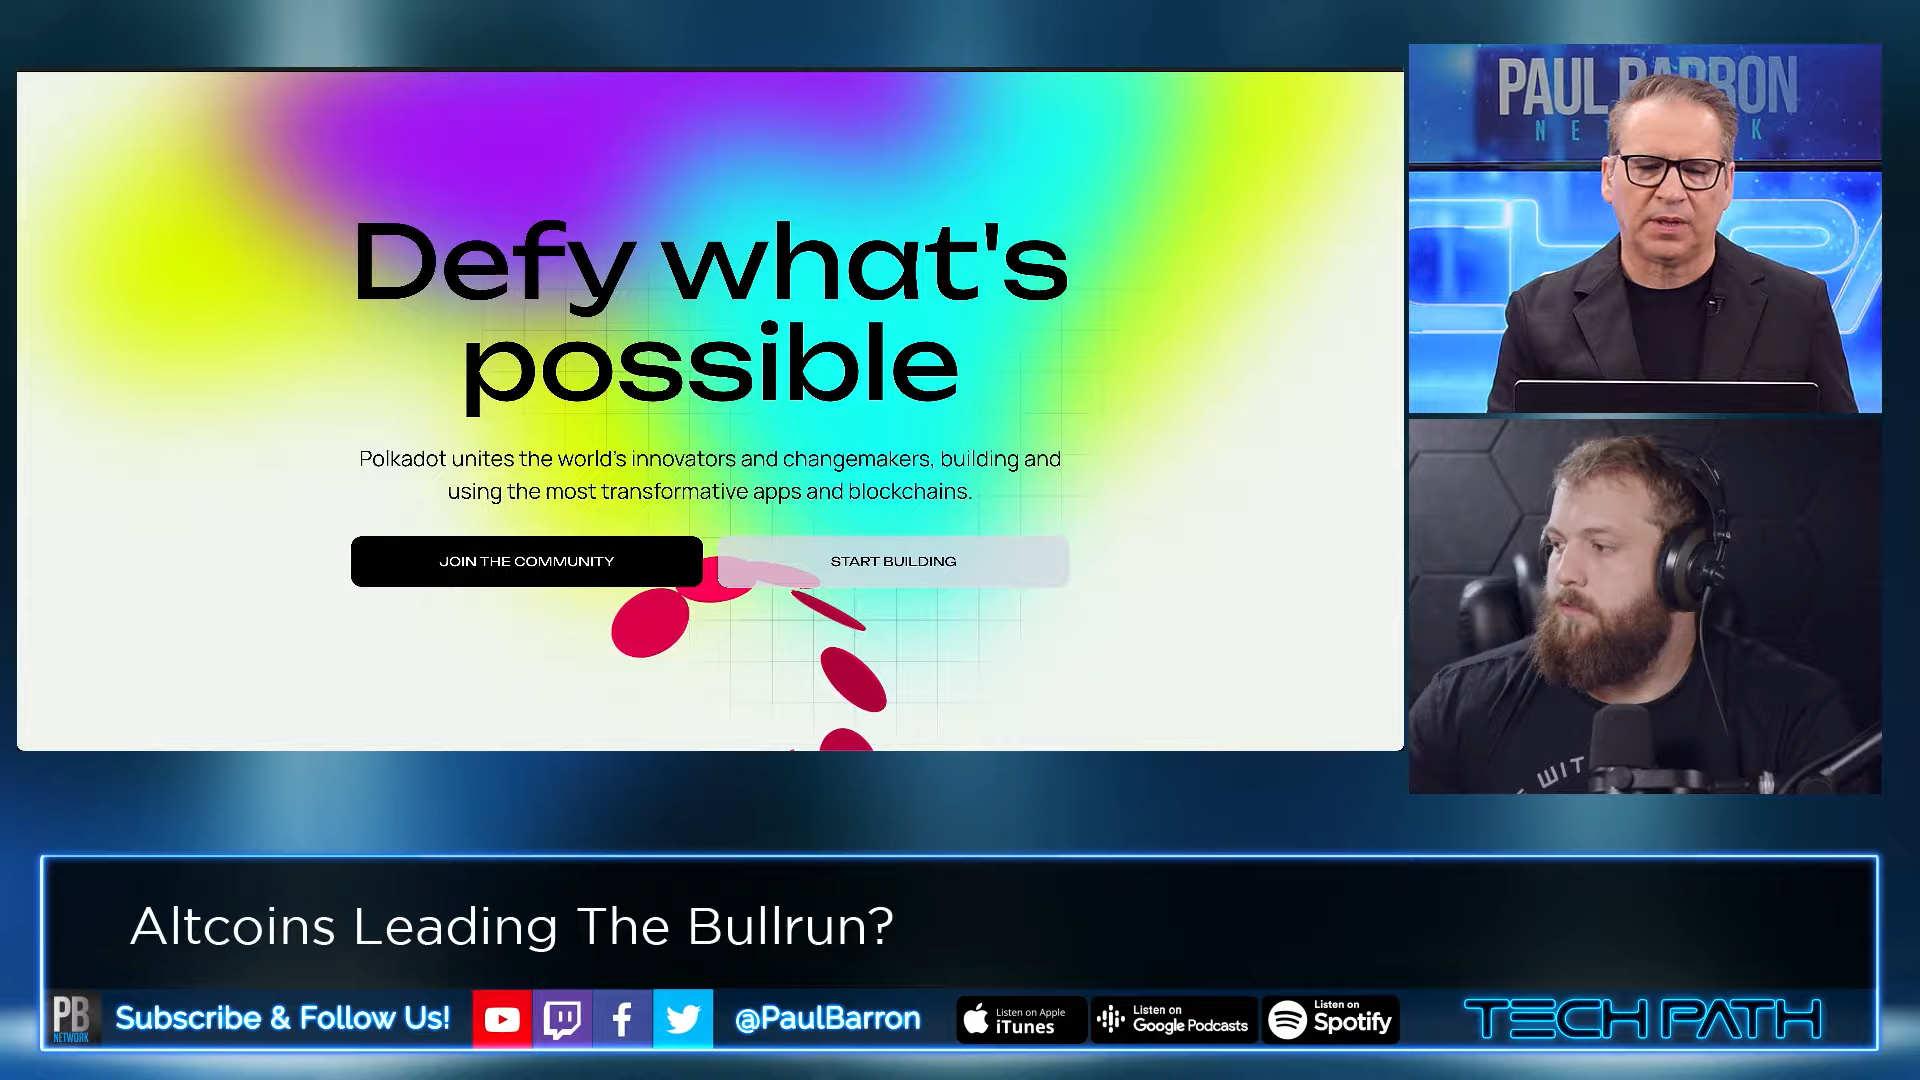 Defy what's
possible
Polkadot unites the world's innovators and changemakers, building and
using the most transformative apps and blockchains.
JOIN THE COMMUNITY
START BUILDING
PAUL BARRON
WIT
Altcoins Leading The Bullrun?
PB
NETWORK
Subscribe & Follow Us!
@PaulBarron
Listen on Apple
iTunes
Listen on
Google Podcasts
Listen on
Spotify
TECH PATH